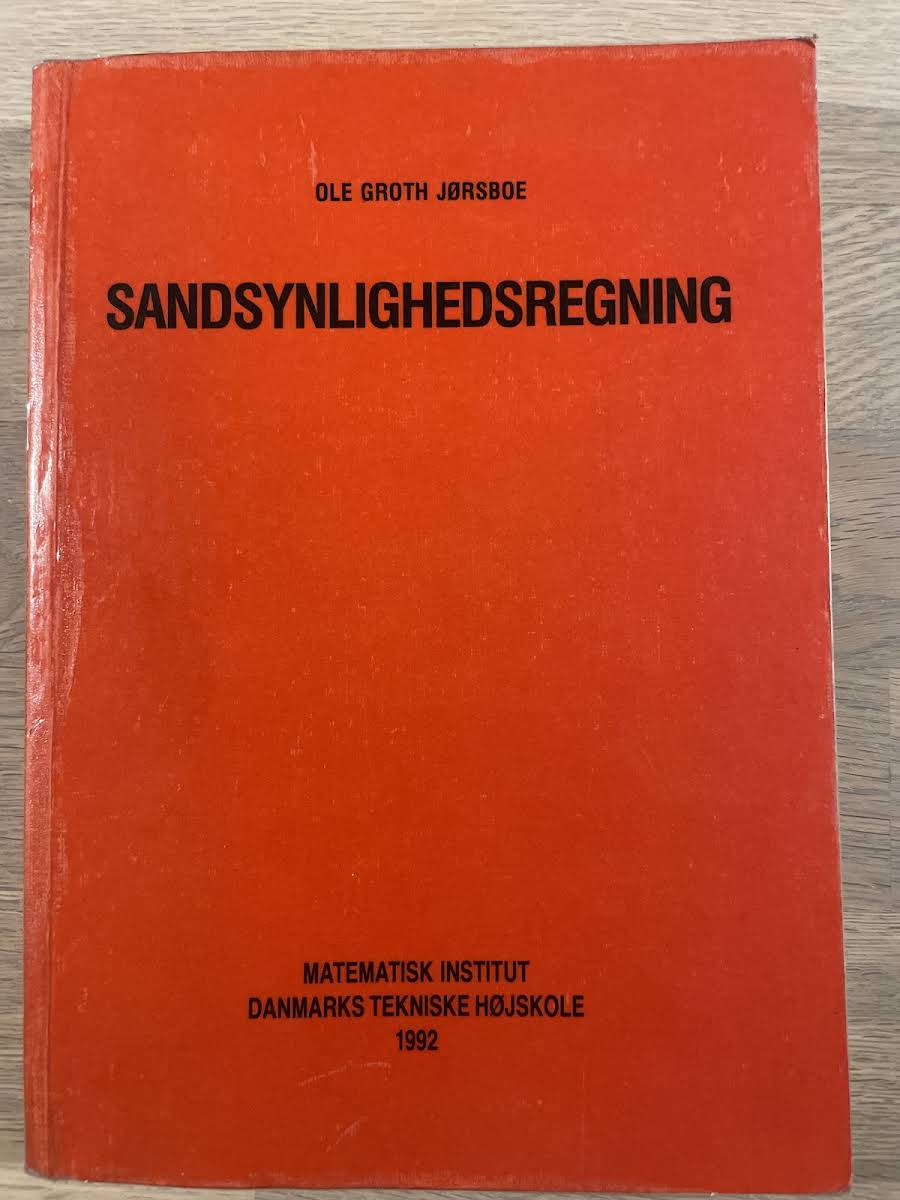 OLE GROTH JØRSBOE
SANDSYNLIGHEDSREGNING
MATEMATISK INSTITUT
DANMARKS TEKNISKE HØJSKOLE
1992